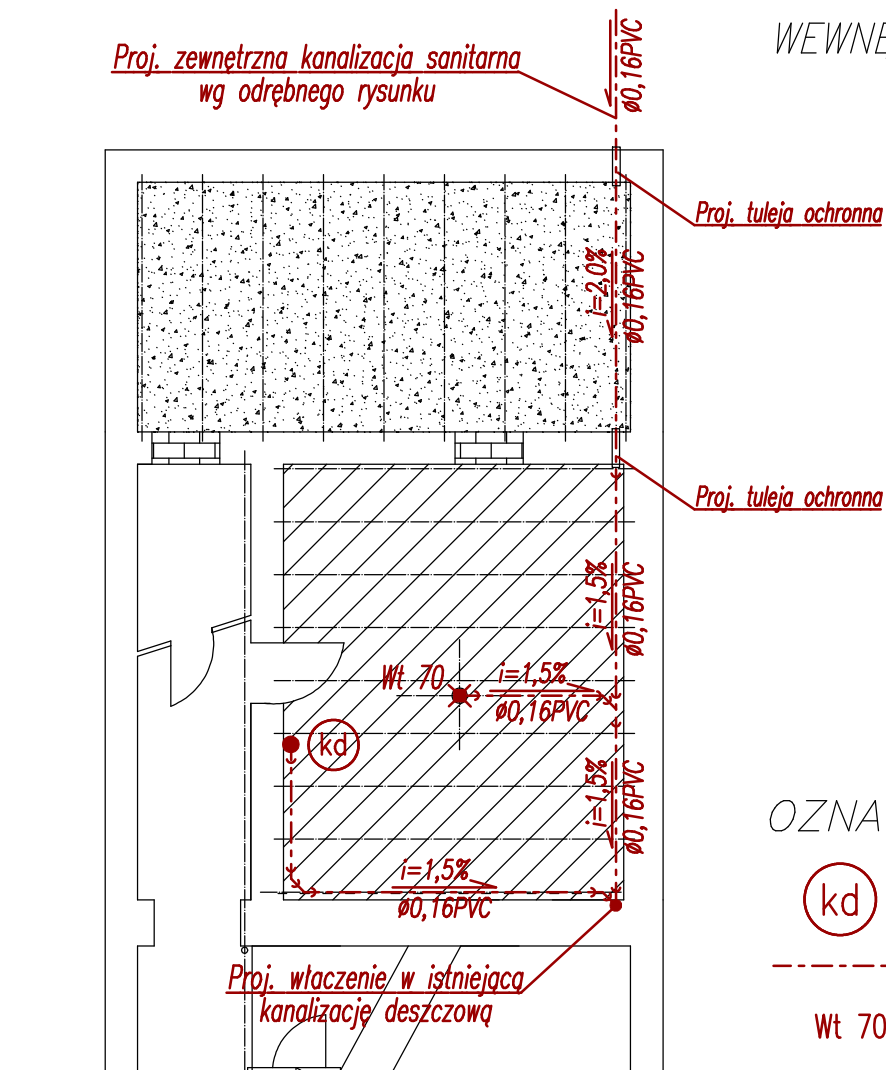 WEWNĘ
Proj. zewnętrzna kanalizacja sanitarna
wg odrębnego rysunku
ø0,16PVC
Proj. tuleja ochronna
i=2,0%
ø0,16PVC
Proj. tuleja ochronna
i=1,5%
ø0,16PVC
Wt 70
i=1,5%
ø0,16PVC
kd
i=1,5%
ø0,16PVC
OZNA
i=1,5%
ø0,16PVC
kd
Proj. właczenie w istniejącą
kanalizację deszczową
Wt 70